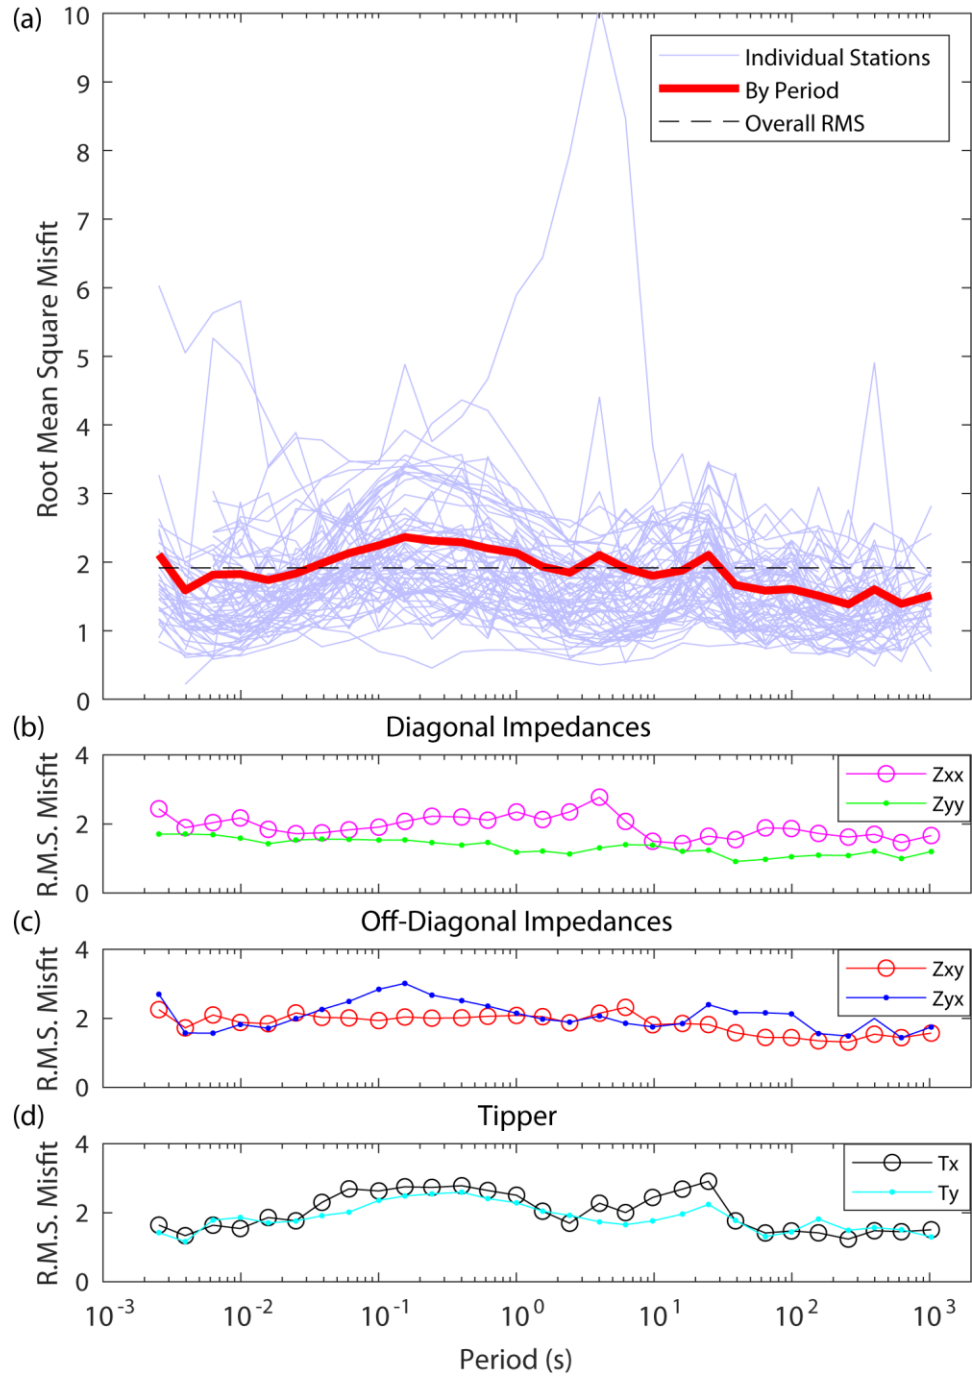 (a)
10
9
8
7
6
5
4
3
2
1
0
Root Mean Square Misfit
Individual Stations
By Period
Overall RMS
(b)
Diagonal Impedances
4
2
0
R.M.S. Misfit
Zxx
Zyy
(c)
Off-Diagonal Impedances
4
2
0
R.M.S. Misfit
Zxy
Zyx
(d)
Tipper
4
2
0
R.M.S. Misfit
Tx
Ty
10⁻³ 10⁻² 10⁻¹ 10⁰ 10¹ 10² 10³
Period (s)